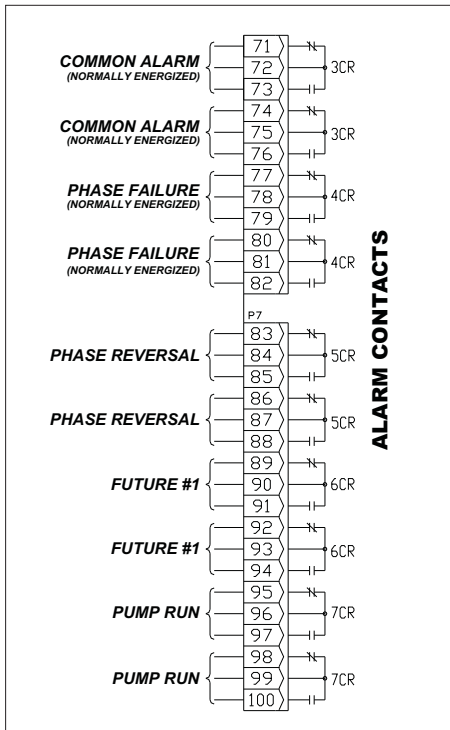 COMMON ALARM
(NORMALLY ENERGIZED)
71
72
73
3CR
COMMON ALARM
(NORMALLY ENERGIZED)
74
75
76
3CR
PHASE FAILURE
(NORMALLY ENERGIZED)
77
78
79
4CR
PHASE FAILURE
(NORMALLY ENERGIZED)
80
81
82
4CR
ALARM CONTACTS
P7
PHASE REVERSAL
83
84
85
5CR
PHASE REVERSAL
86
87
88
5CR
FUTURE #1
89
90
91
6CR
FUTURE #1
92
93
94
6CR
PUMP RUN
95
96
97
7CR
PUMP RUN
98
99
100
7CR